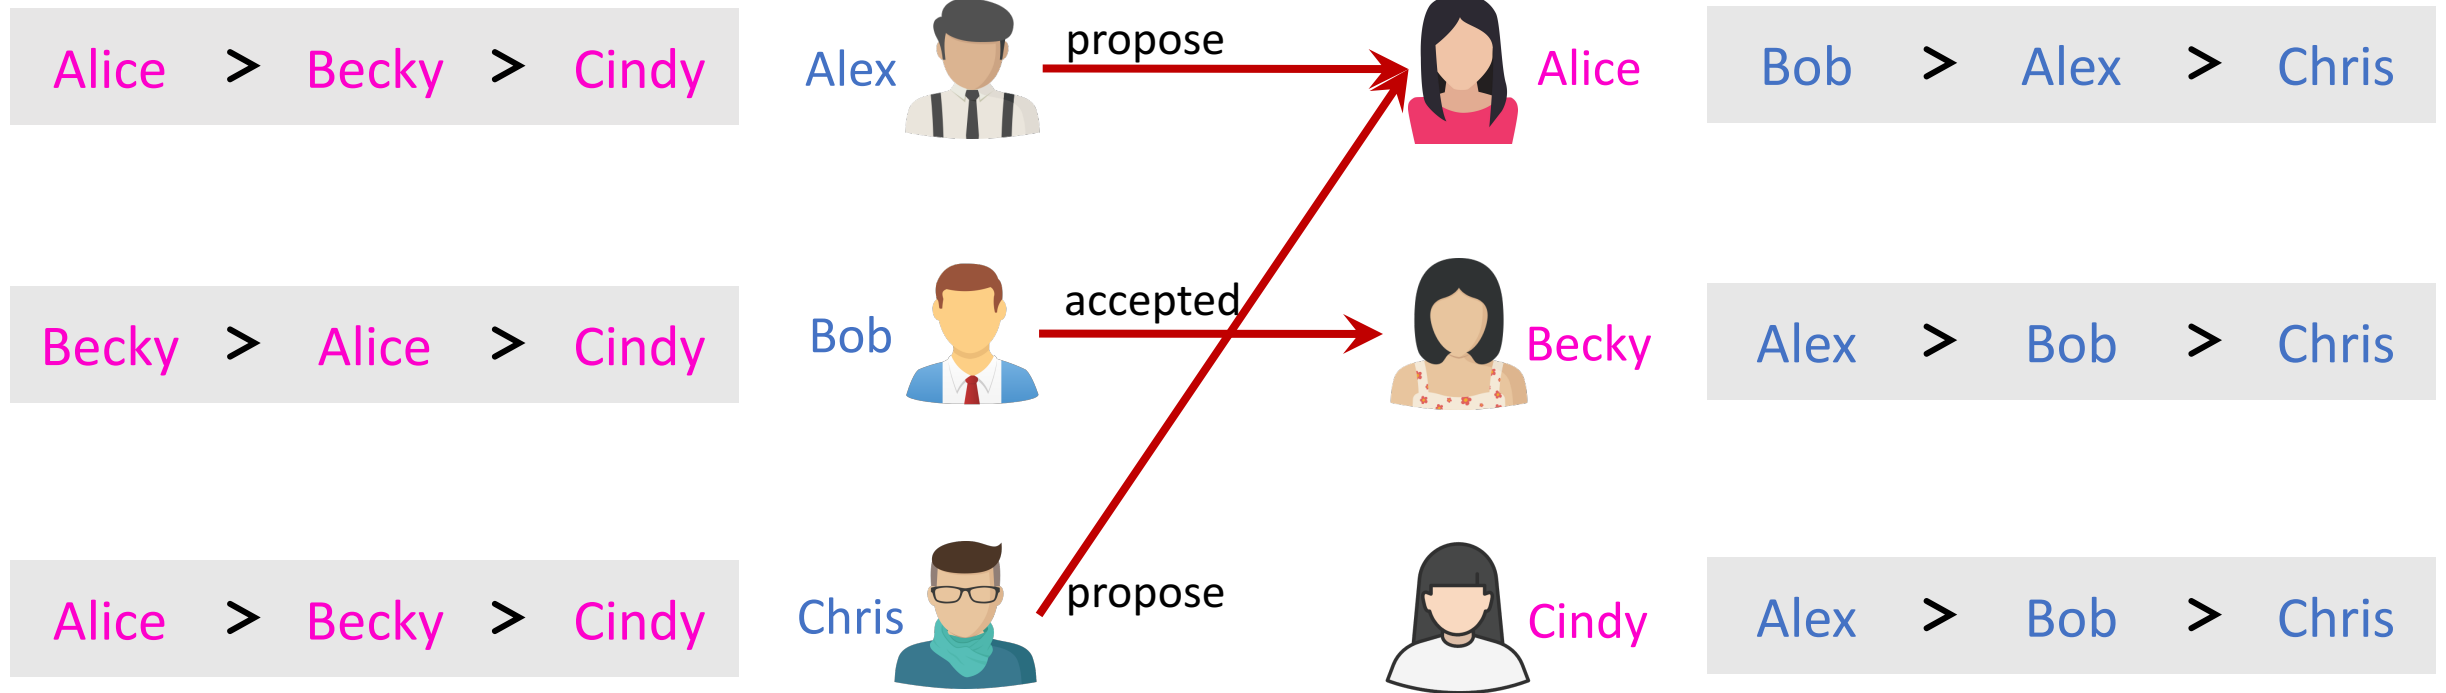 propose
Alice > Becky > Cindy Alex Alice Bob > Alex > Chris
accepted
Becky > Alice > Cindy Bob Becky Alex > Bob > Chris
propose
Alice > Becky > Cindy Chris Cindy Alex > Bob > Chris